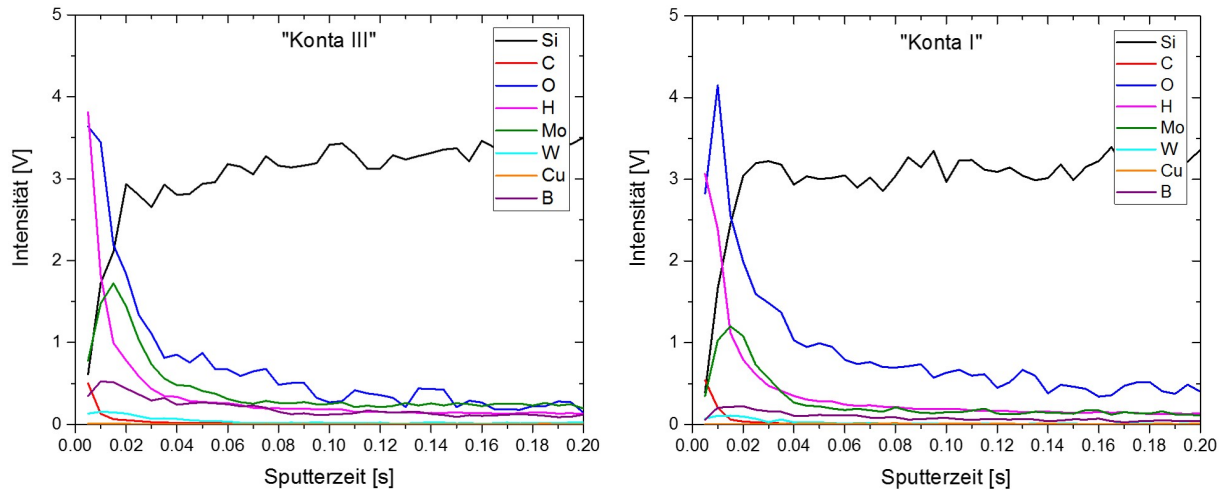 "Konta III"
Si
C
O
H
Mo
W
Cu
B
5
4
3
2
1
0
Intensität [V]
0.00 0.02 0.04 0.06 0.08 0.10 0.12 0.14 0.16 0.18 0.20
Sputterzeit [s]
"Konta I"
Si
C
O
H
Mo
W
Cu
B
5
4
3
2
1
0
Intensität [V]
0.00 0.02 0.04 0.06 0.08 0.10 0.12 0.14 0.16 0.18 0.20
Sputterzeit [s]